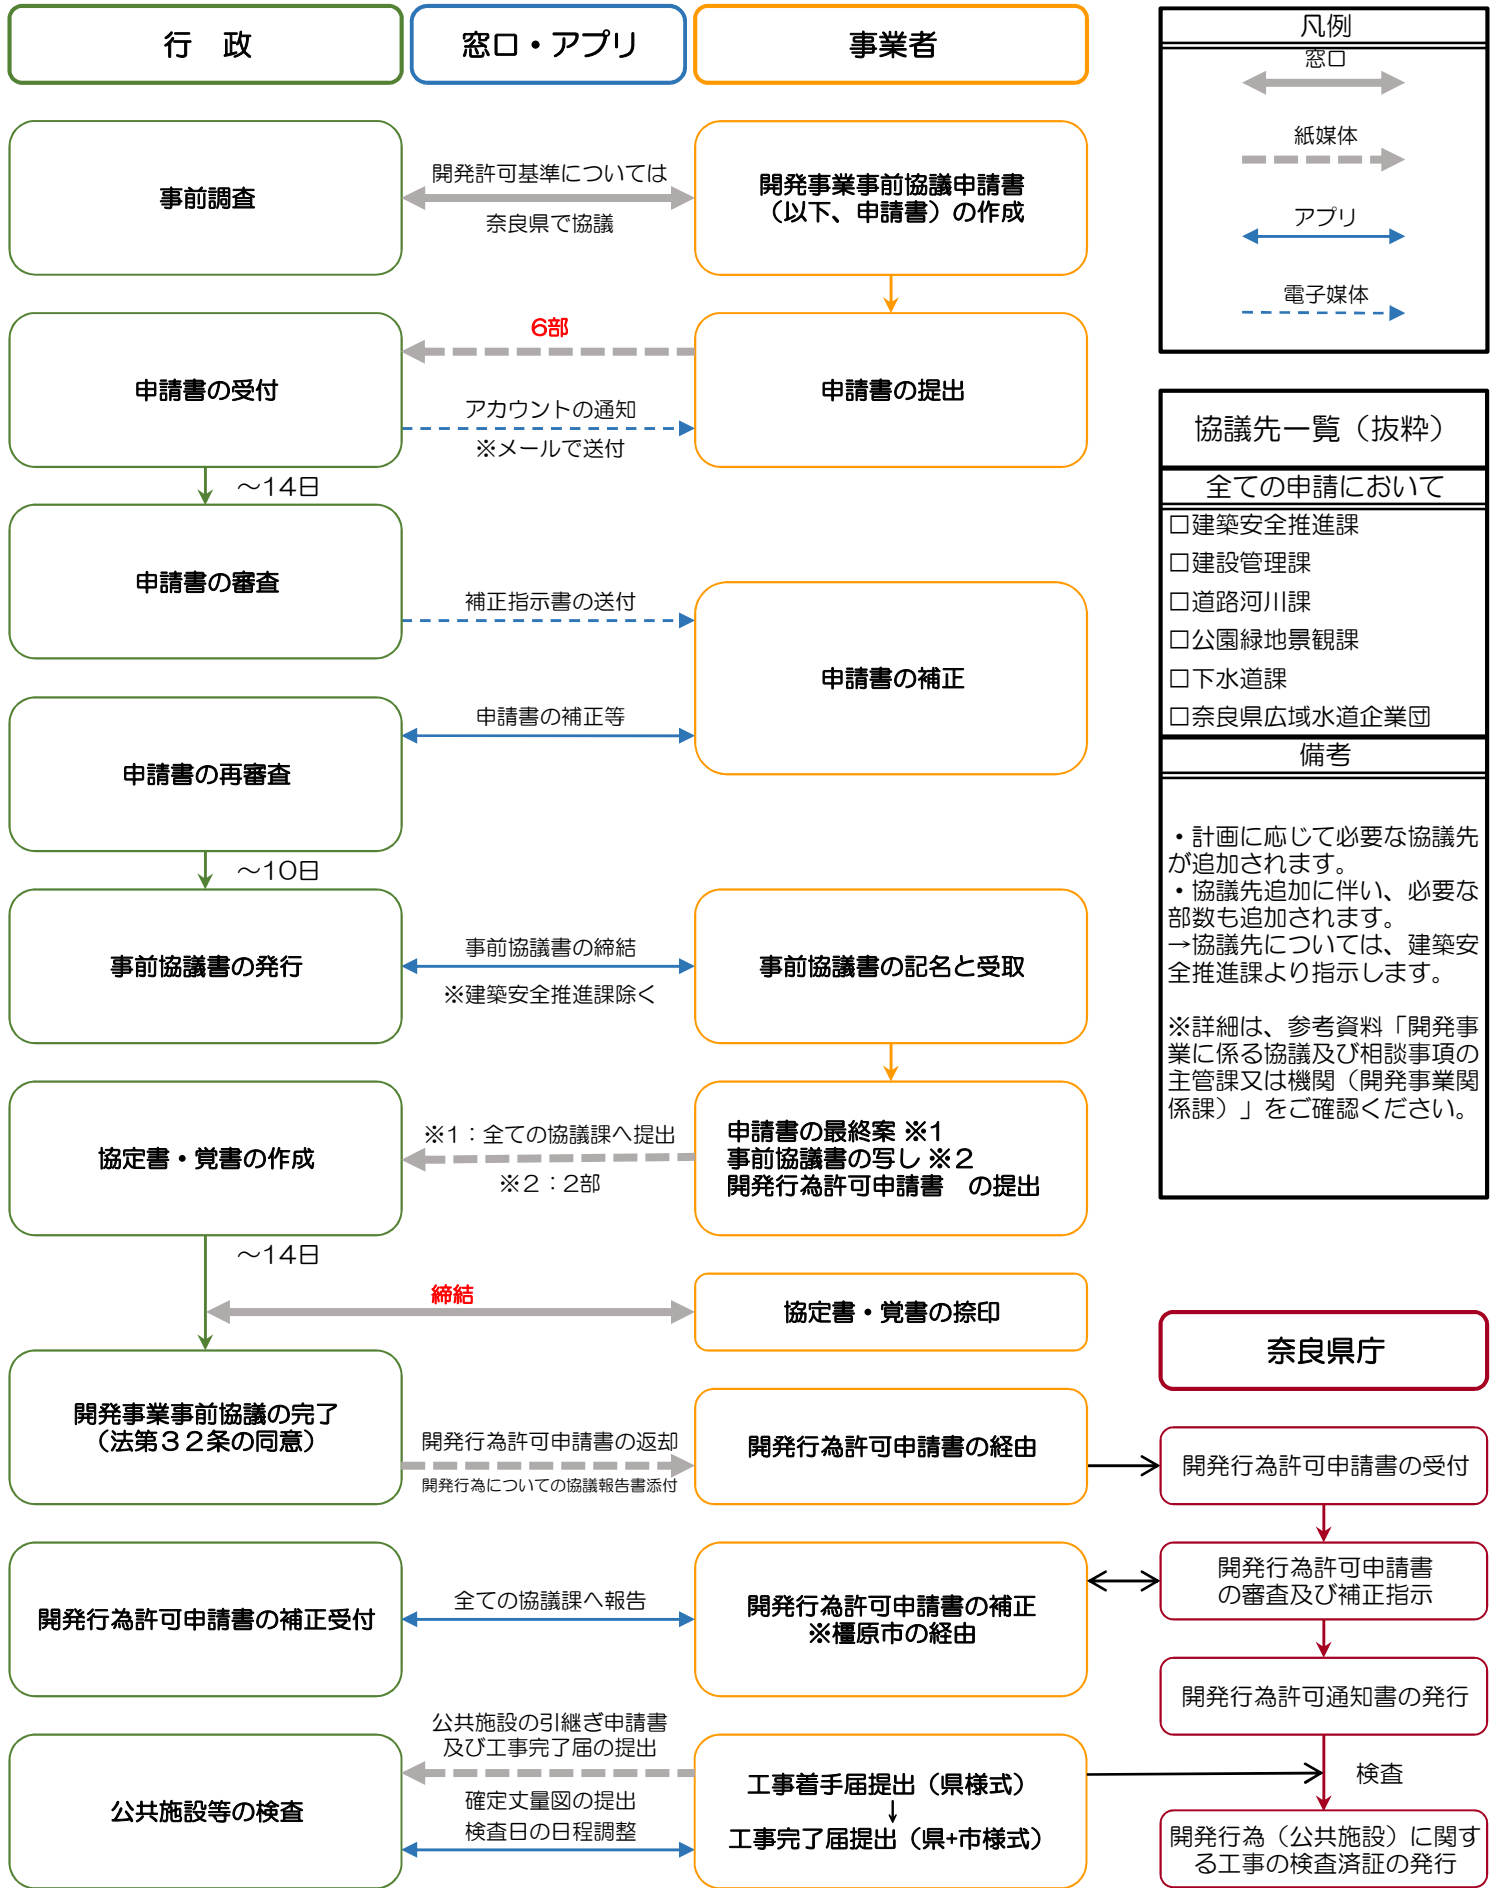 行　政
窓口・アプリ
事業者
事前調査
開発許可基準については
奈良県で協議
開発事業事前協議申請書
（以下、申請書）の作成
申請書の受付
6部
アカウントの通知
※メールで送付
申請書の提出
～14日
申請書の審査
補正指示書の送付
申請書の補正
申請書の再審査
申請書の補正等
～10日
事前協議書の発行
事前協議書の締結
※建築安全推進課除く
事前協議書の記名と受取
協定書・覚書の作成
※1：全ての協議課へ提出
※2：2部
申請書の最終案 ※1
事前協議書の写し ※2
開発行為許可申請書　の提出
～14日
締結
協定書・覚書の捺印
開発事業事前協議の完了
（法第３２条の同意）
開発行為許可申請書の返却
開発行為についての協議報告書添付
開発行為許可申請書の経由
開発行為許可申請書の補正受付
全ての協議課へ報告
開発行為許可申請書の補正
※橿原市の経由
公共施設等の検査
公共施設の引継ぎ申請書
及び工事完了届の提出
確定丈量図の提出
検査日の日程調整
工事着手届提出（県様式）
↓
工事完了届提出（県+市様式）
凡例
窓口
紙媒体
アプリ
電子媒体
協議先一覧（抜粋）
全ての申請において
□建築安全推進課
□建設管理課
□道路河川課
□公園緑地景観課
□下水道課
□奈良県広域水道企業団
備考
・計画に応じて必要な協議先
が追加されます。
・協議先追加に伴い、必要な
部数も追加されます。
→協議先については、建築安
全推進課より指示します。
※詳細は、参考資料「開発事
業に係る協議及び相談事項の
主管課又は機関（開発事業関
係課）」をご確認ください。
奈良県庁
開発行為許可申請書の受付
開発行為許可申請書
の審査及び補正指示
開発行為許可通知書の発行
検査
開発行為（公共施設）に関す
る工事の検査済証の発行